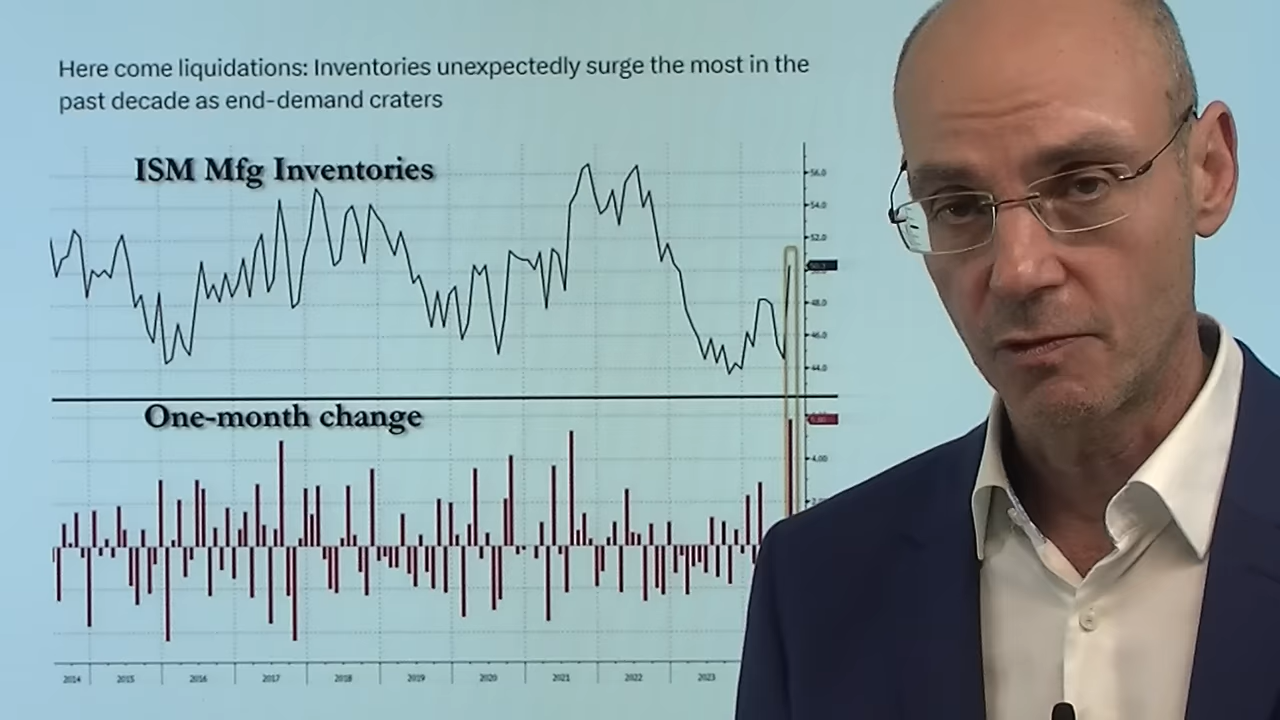 Here come liquidations: Inventories unexpectedly surge the most in the
past decade as end-demand craters
ISM Mfg Inventories
56.0
54.0
52.0
48.0
46.0
44.0
One-month change
4.00
2014 2015 2016 2017 2018 2019 2020 2021 2022 2023